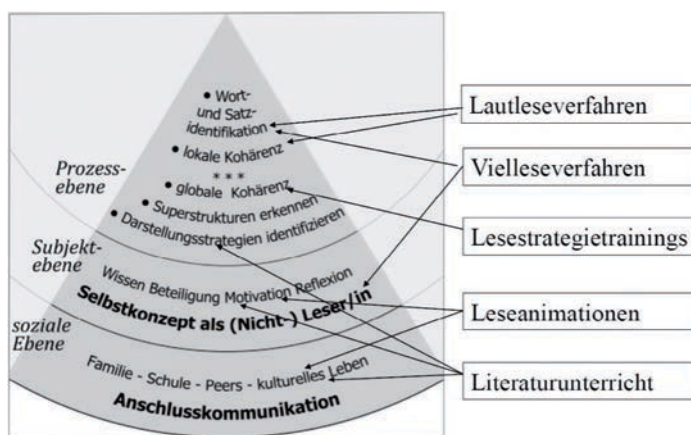 • Wort-
und Satz-
identifikation
• lokale Kohärenz
* * *
• globale Kohärenz
• Superstrukturen erkennen
• Darstellungsstrategien identifizieren
Prozess-
ebene
Subjekt-
ebene
Wissen Beteiligung Motivation Reflexion
Selbstkonzept als (Nicht-) Leser/in
soziale
Ebene
Familie - Schule - Peers - kulturelles Leben
Anschlusskommunikation
Lautleseverfahren
Vielleseverfahren
Lesestrategietrainings
Leseanimationen
Literaturunterricht